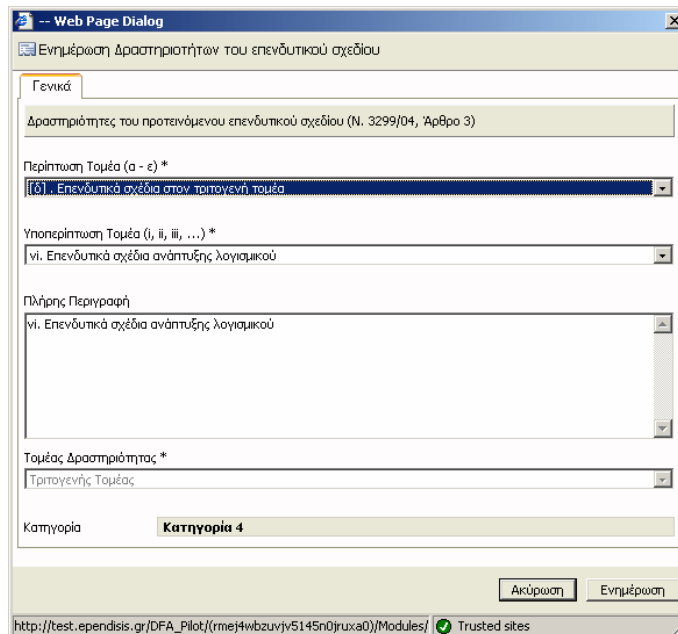 -- Web Page Dialog
Ενημέρωση Δραστηριοτήτων του επενδυτικού σχεδίου
Γενικά
Δραστηριότητες του προτεινόμενου επενδυτικού σχεδίου (Ν. 3299/04, Άρθρο 3)
Περίπτωση Τομέα (α - ε) *
[δ] . Επενδυτικά σχέδια στον τριτογενή τομέα
Υποπερίπτωση Τομέα (i, ii, iii, ...) *
vi. Επενδυτικά σχέδια ανάπτυξης λογισμικού
Πλήρης Περιγραφή
vi. Επενδυτικά σχέδια ανάπτυξης λογισμικού
Τομέας Δραστηριότητας *
Τριτογενής Τομέας
Κατηγορία Κατηγορία 4
Ακύρωση Ενημέρωση
http://test.ependisis.gr/DFA_Pilot/(rmej4wbzuvjv5145n0jruxa0)/Modules/ Trusted sites